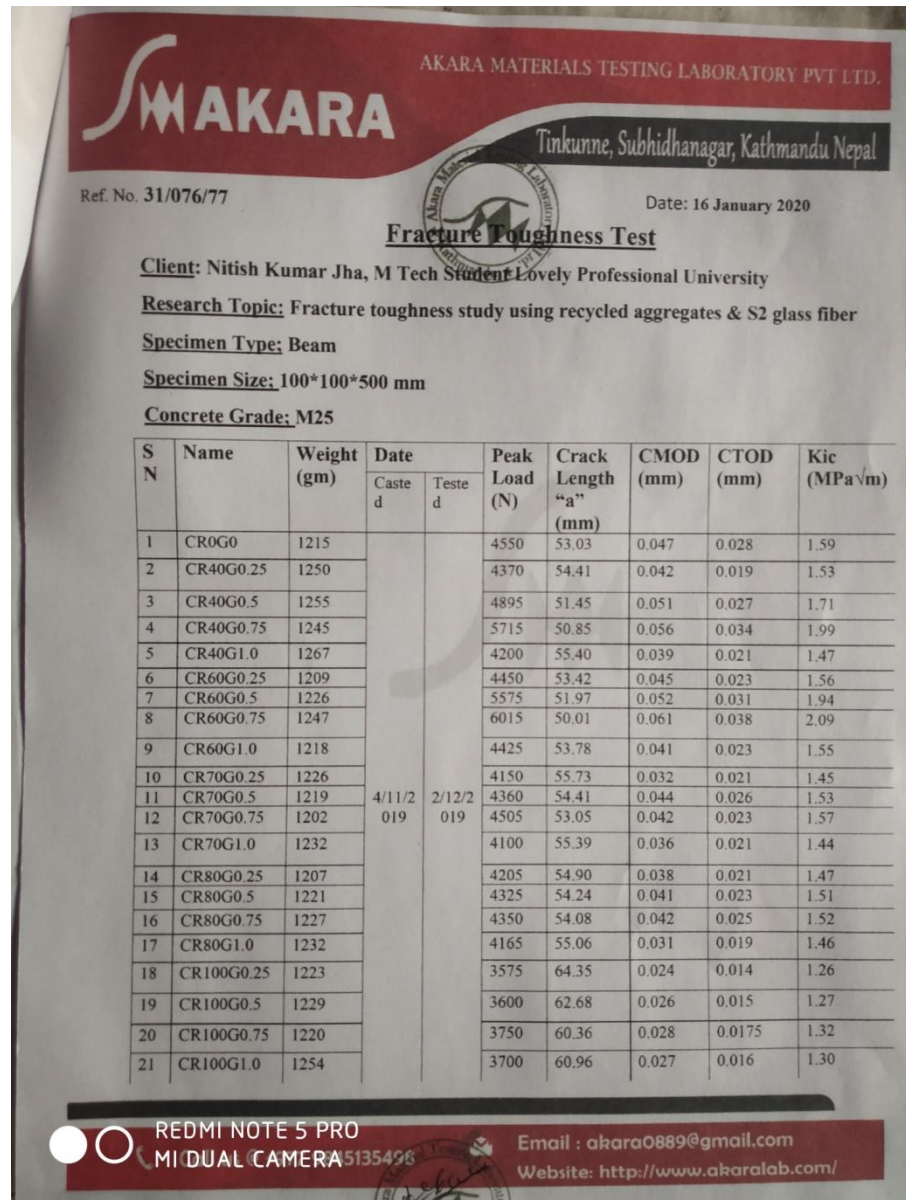 AKARA MATERIALS TESTING LABORATORY PVT LTD.
AKARA
Tinkunne, Subhidhanagar, Kathmandu Nepal
Ref. No. 31/076/77
Date: 16 January 2020
Fracture Toughness Test
Client: Nitish Kumar Jha, M Tech Student Lovely Professional University
Research Topic: Fracture toughness study using recycled aggregates & S2 glass fiber
Specimen Type: Beam
Specimen Size: 100*100*500 mm
Concrete Grade: M25
S N Name Weight (gm) Date Caste d Teste d Peak Load (N) Crack Length “a” (mm) CMOD (mm) CTOD (mm) Kic (MPa√m)
1 CR0G0 1215 4550 53.03 0.047 0.028 1.59
2 CR40G0.25 1250 4370 54.41 0.042 0.019 1.53
3 CR40G0.5 1255 4895 51.45 0.051 0.027 1.71
4 CR40G0.75 1245 5715 50.85 0.056 0.034 1.99
5 CR40G1.0 1267 4200 55.40 0.039 0.021 1.47
6 CR60G0.25 1209 4450 53.42 0.045 0.023 1.56
7 CR60G0.5 1226 5575 51.97 0.052 0.031 1.94
8 CR60G0.75 1247 6015 50.01 0.061 0.038 2.09
9 CR60G1.0 1218 4425 53.78 0.041 0.023 1.55
10 CR70G0.25 1226 4150 55.73 0.032 0.021 1.45
11 CR70G0.5 1219 4/11/2 2/12/2 4360 54.41 0.044 0.026 1.53
12 CR70G0.75 1202 019 019 4505 53.05 0.042 0.023 1.57
13 CR70G1.0 1232 4100 55.39 0.036 0.021 1.44
14 CR80G0.25 1207 4205 54.90 0.038 0.021 1.47
15 CR80G0.5 1221 4325 54.24 0.041 0.023 1.51
16 CR80G0.75 1227 4350 54.08 0.042 0.025 1.52
17 CR80G1.0 1232 4165 55.06 0.031 0.019 1.46
18 CR100G0.25 1223 3575 64.35 0.024 0.014 1.26
19 CR100G0.5 1229 3600 62.68 0.026 0.015 1.27
20 CR100G0.75 1220 3750 60.36 0.028 0.0175 1.32
21 CR100G1.0 1254 3700 60.96 0.027 0.016 1.30
REDMI NOTE 5 PRO
MI DUAL CAMERA
Email : akara0889@gmail.com
Website: http://www.akaralab.com/